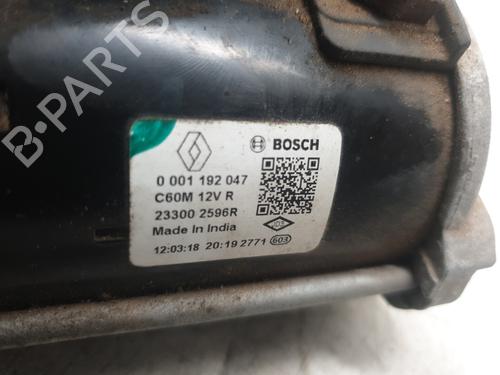 BOSCH
0 001 192 047
C60M 12V R
23300 2596R
Made In India
12:03:18 20:19 2771 603